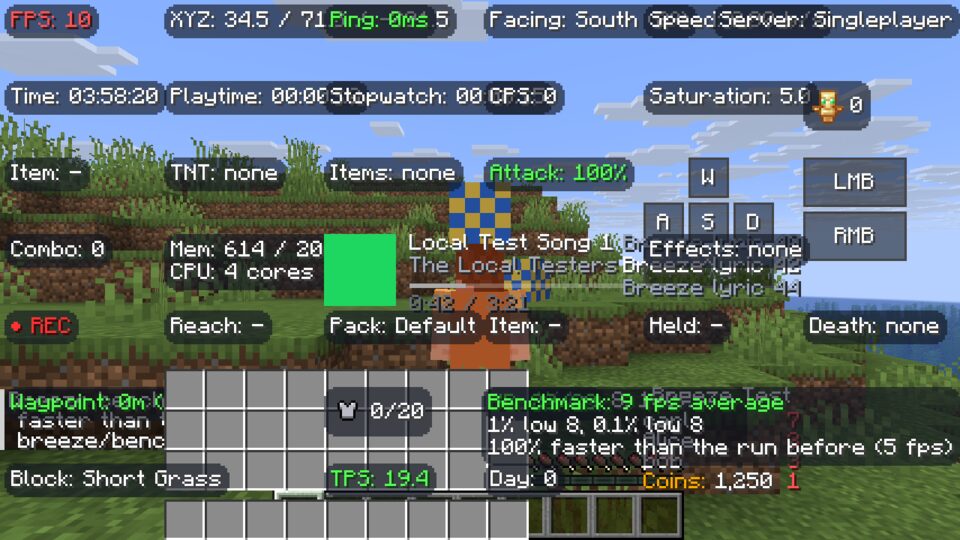 FPS: 10
XYZ: 34.5 / 71
Ping: 0ms
5
Facing: South
Speed
Server: Singleplayer
Time: 03:58:20
Playtime: 00:00
Stopwatch: 00
CPS: 0
Saturation: 5.0
0
Item: -
TNT: none
Items: none
Attack: 100%
W
LMB
A S D
RMB
Combo: 0
Mem: 614 / 20
CPU: 4 cores
Local Test Song 1
The Local Testers
0:42 / 3:21
Effects: none
Breeze lyric 42
Breeze lyric 44
REC
Reach: -
Pack: Default
Item: -
Held: -
Death: none
Waypoint: 0m
faster than
breeze/benc
0/20
Breeze Test
Benchmark: 9 fps average
1% low 8, 0.1% low 8
100% faster than the run before (5 fps)
Block: Short Grass
TPS: 19.4
Day: 0
Coins: 1,250
1